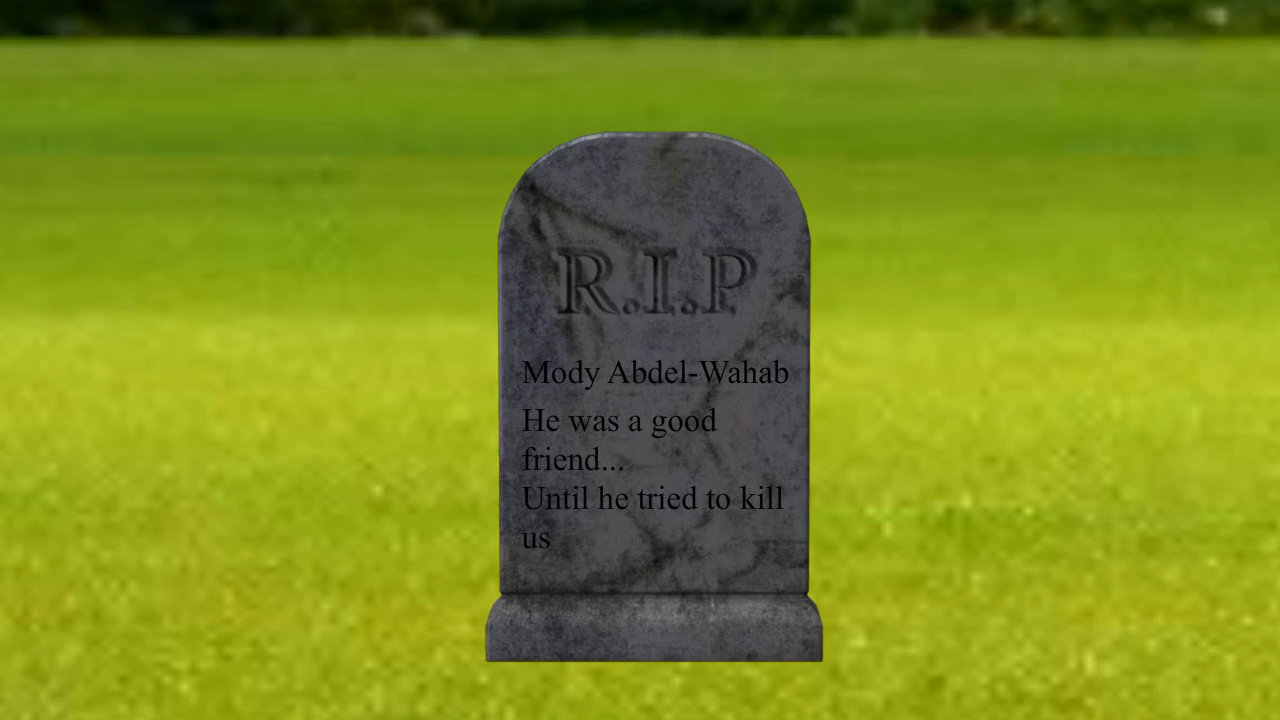 R.I.P
Mody Abdel-Wahab
He was a good
friend...
Until he tried to kill
us